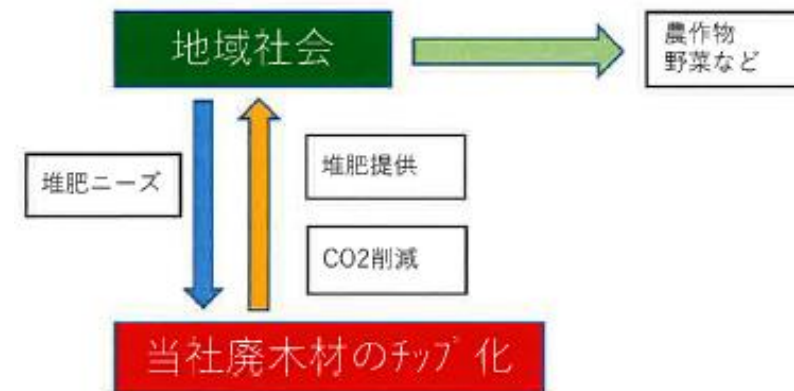 地域社会
農作物
野菜など
堆肥ニーズ
堆肥提供
CO2削減
当社廃木材のﾁｯﾌﾟ化